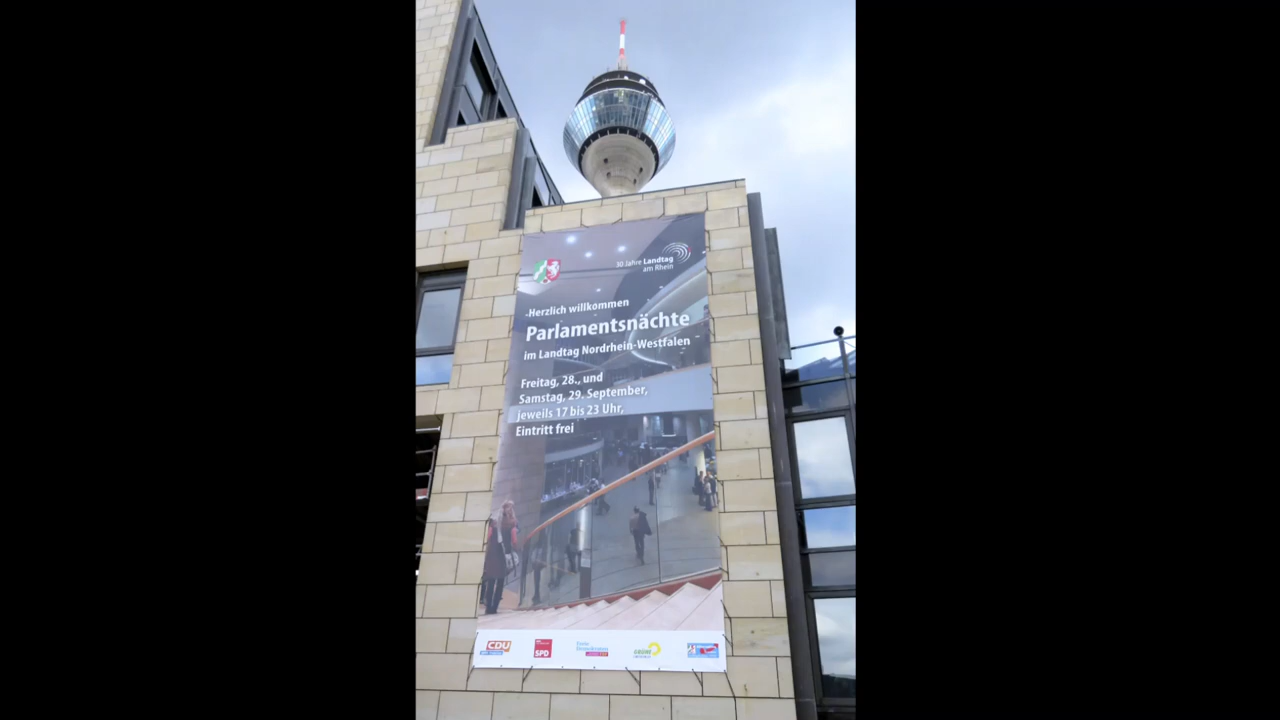 30 Jahre Landtag
am Rhein
Herzlich willkommen
Parlamentsnächte
im Landtag Nordrhein-Westfalen
Freitag, 28., und
Samstag, 29. September,
jeweils 17 bis 23 Uhr,
Eintritt frei
CDU
SPD
GRÜNE